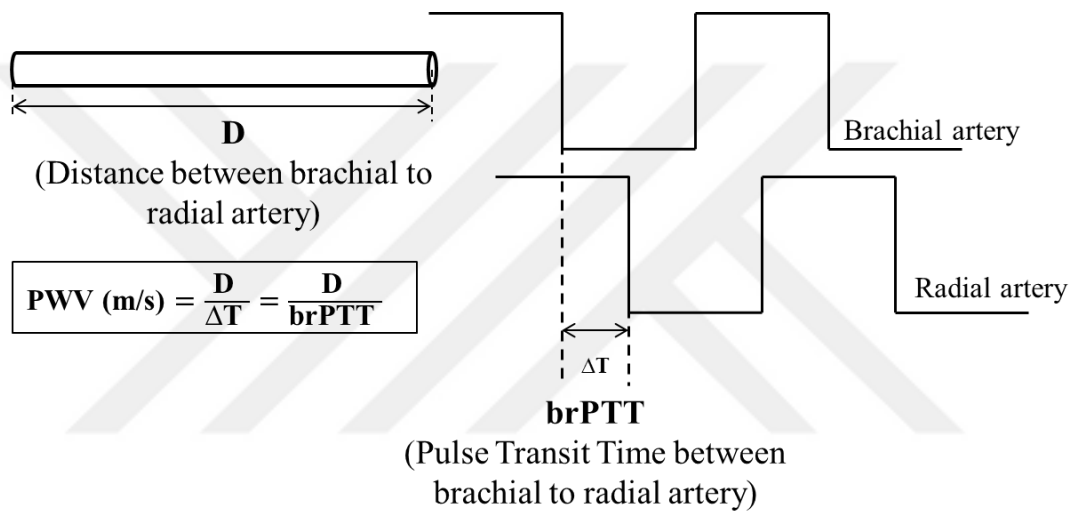 D
(Distance between brachial to
radial artery)
PWV (m/s) = D/ΔT = D/brPTT
Brachial artery
Radial artery
ΔT
brPTT
(Pulse Transit Time between
brachial to radial artery)